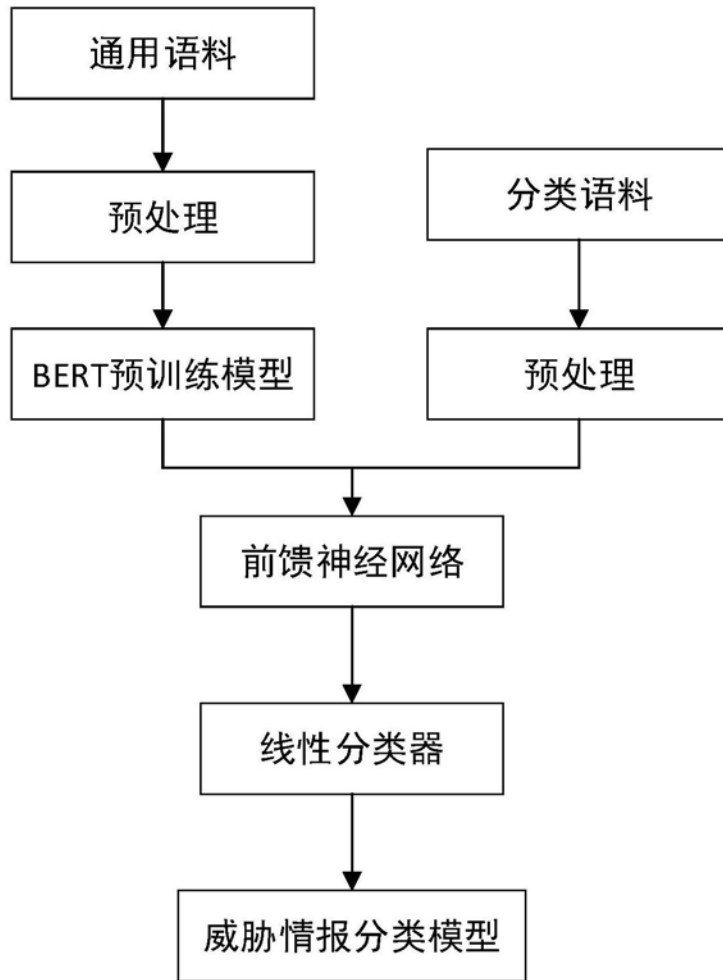 通用语料
预处理
分类语料
BERT预训练模型
预处理
前馈神经网络
线性分类器
威胁情报分类模型